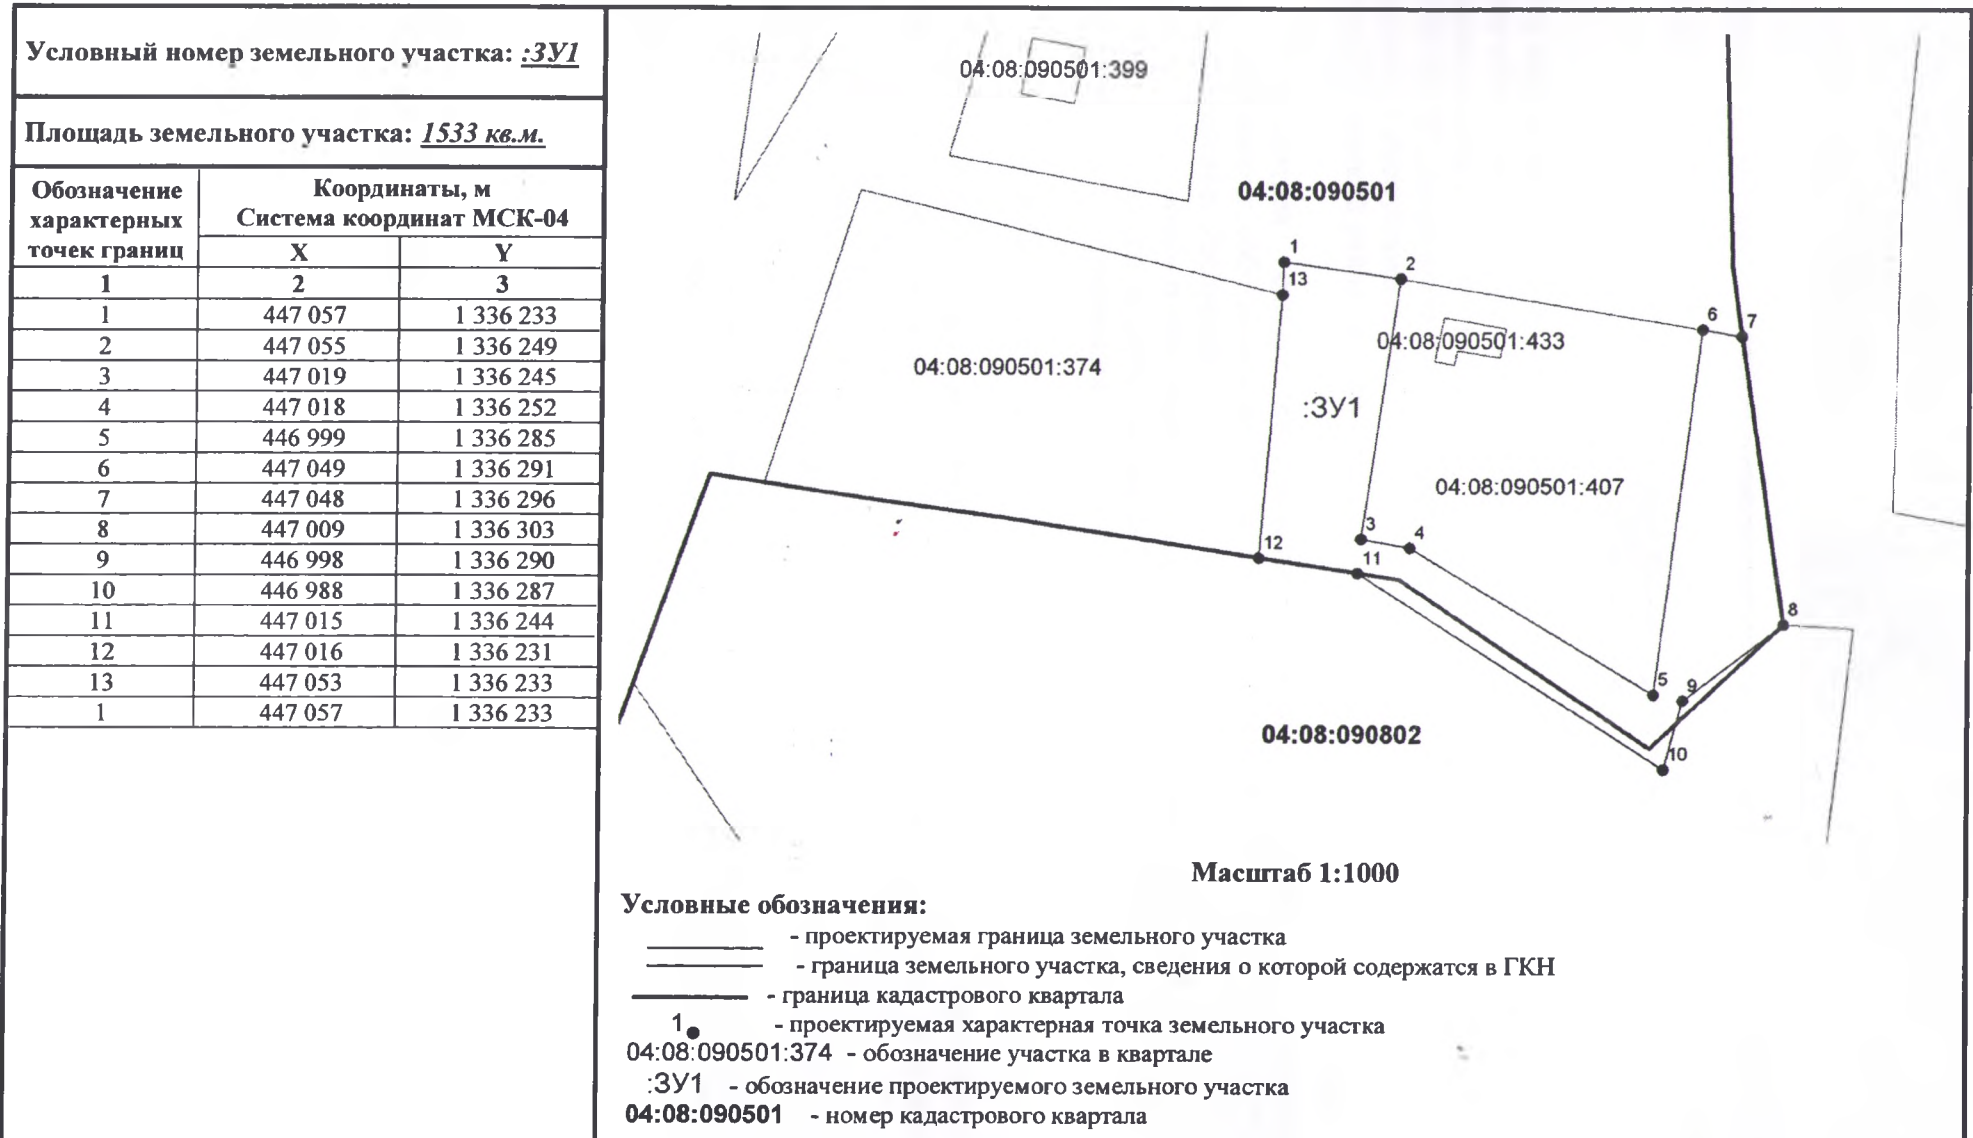 Условный номер земельного участка: :ЗУ1
Площадь земельного участка: 1533 кв.м.
Обозначение характерных точек границ
Координаты, м
Система координат МСК-04
X Y
1 2 3
1 447 057 1 336 233
2 447 055 1 336 249
3 447 019 1 336 245
4 447 018 1 336 252
5 446 999 1 336 285
6 447 049 1 336 291
7 447 048 1 336 296
8 447 009 1 336 303
9 446 998 1 336 290
10 446 988 1 336 287
11 447 015 1 336 244
12 447 016 1 336 231
13 447 053 1 336 233
1 447 057 1 336 233
04:08:090501:399
04:08:090501
1
2
13
6
7
04:08:090501:433
04:08:090501:374
:ЗУ1
04:08:090501:407
3
4
12
11
8
5
9
04:08:090802
10
Масштаб 1:1000
Условные обозначения:
- проектируемая граница земельного участка
- граница земельного участка, сведения о которой содержатся в ГКН
- граница кадастрового квартала
1 - проектируемая характерная точка земельного участка
04:08:090501:374 - обозначение участка в квартале
:ЗУ1 - обозначение проектируемого земельного участка
04:08:090501 - номер кадастрового квартала